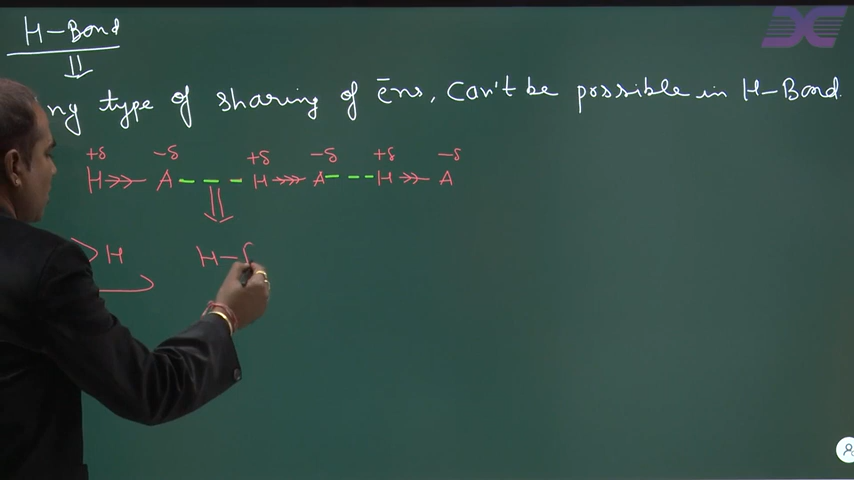 H-Bond
ny type of sharing of ēns, Can't be possible in H-Bond.
+δ -δ +δ -δ +δ -δ
H A H A H A
H H-